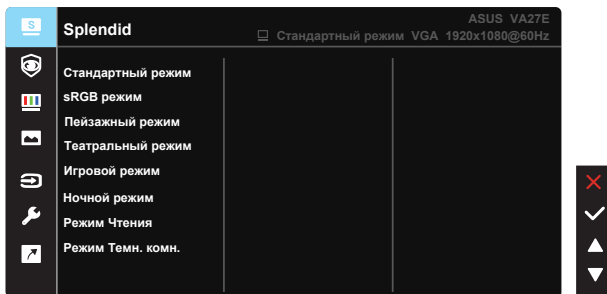 S
Splendid
ASUS VA27E
Стандартный режим VGA 1920x1080@60Hz
Стандартный режим
sRGB режим
Пейзажный режим
Театральный режим
Игровой режим
Ночной режим
Режим Чтения
Режим Темн. комн.